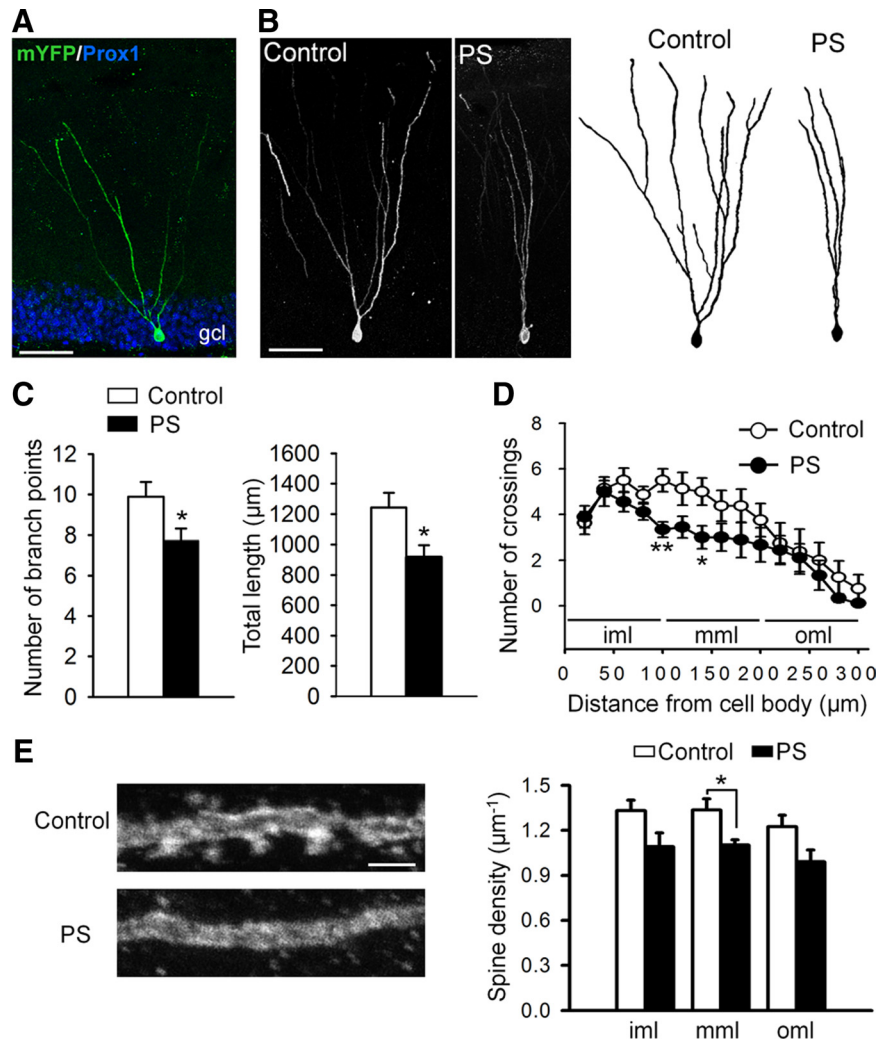 A
mYFP/Prox1
gcl
B
Control
PS
Control
PS
C
Control
PS
Number of branch points
12
10
8
6
4
2
0
*
Total length (µm)
1600
1400
1200
1000
800
600
400
200
0
*
D
Number of crossings
8
6
4
2
0
Control
PS
**
*
iml
mml
oml
0 50 100 150 200 250 300
Distance from cell body (µm)
E
Control
PS
Control
PS
Spine density (µm-1)
1.5
1.2
0.9
0.6
0.3
0.0
*
iml
mml
oml